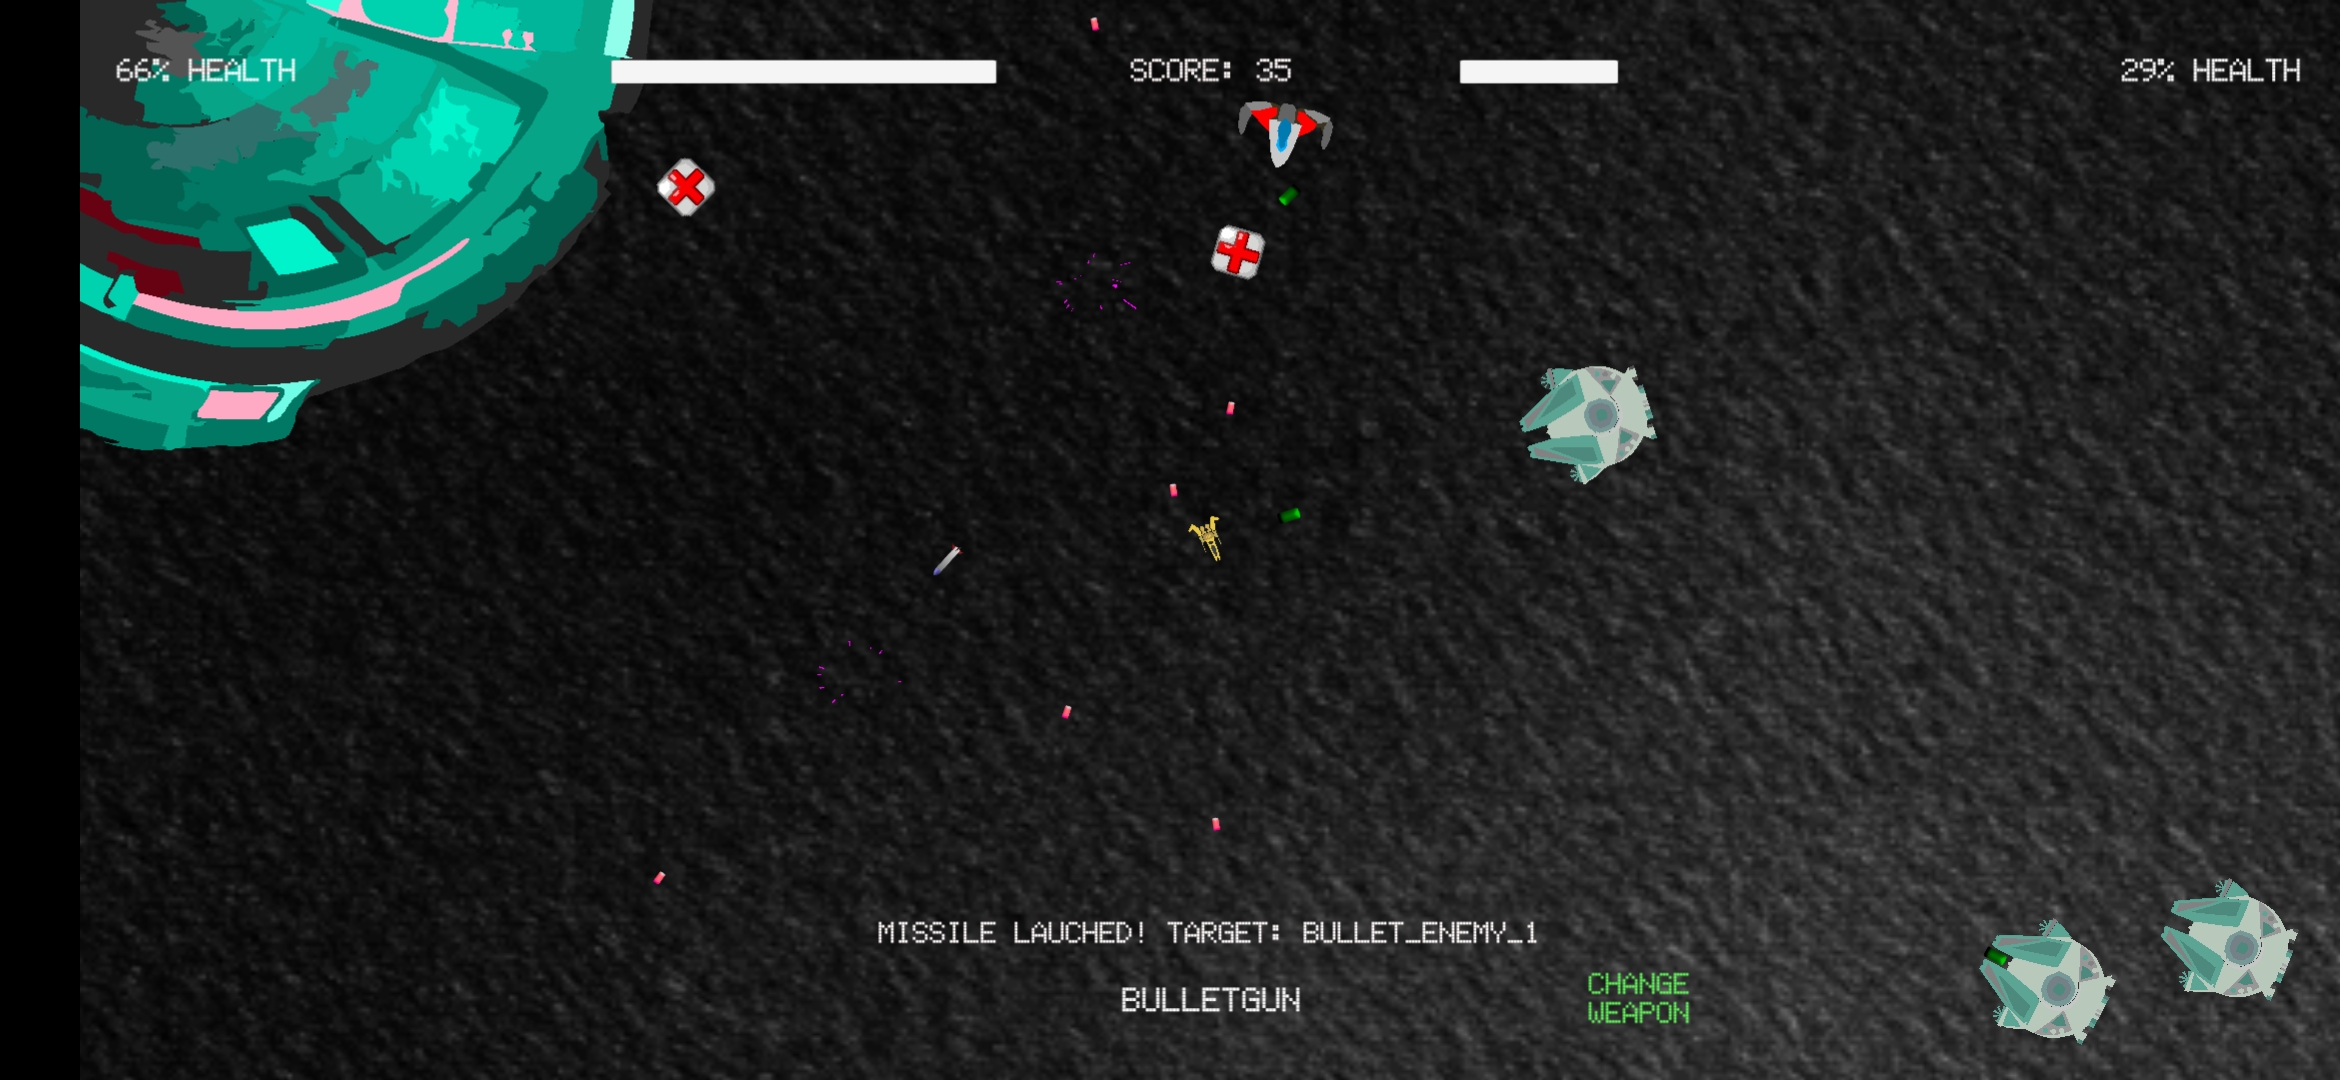 66% HEALTH
SCORE: 35
29% HEALTH
MISSILE LAUCHED! TARGET: BULLET_ENEMY_1
BULLETGUN
CHANGE
WEAPON